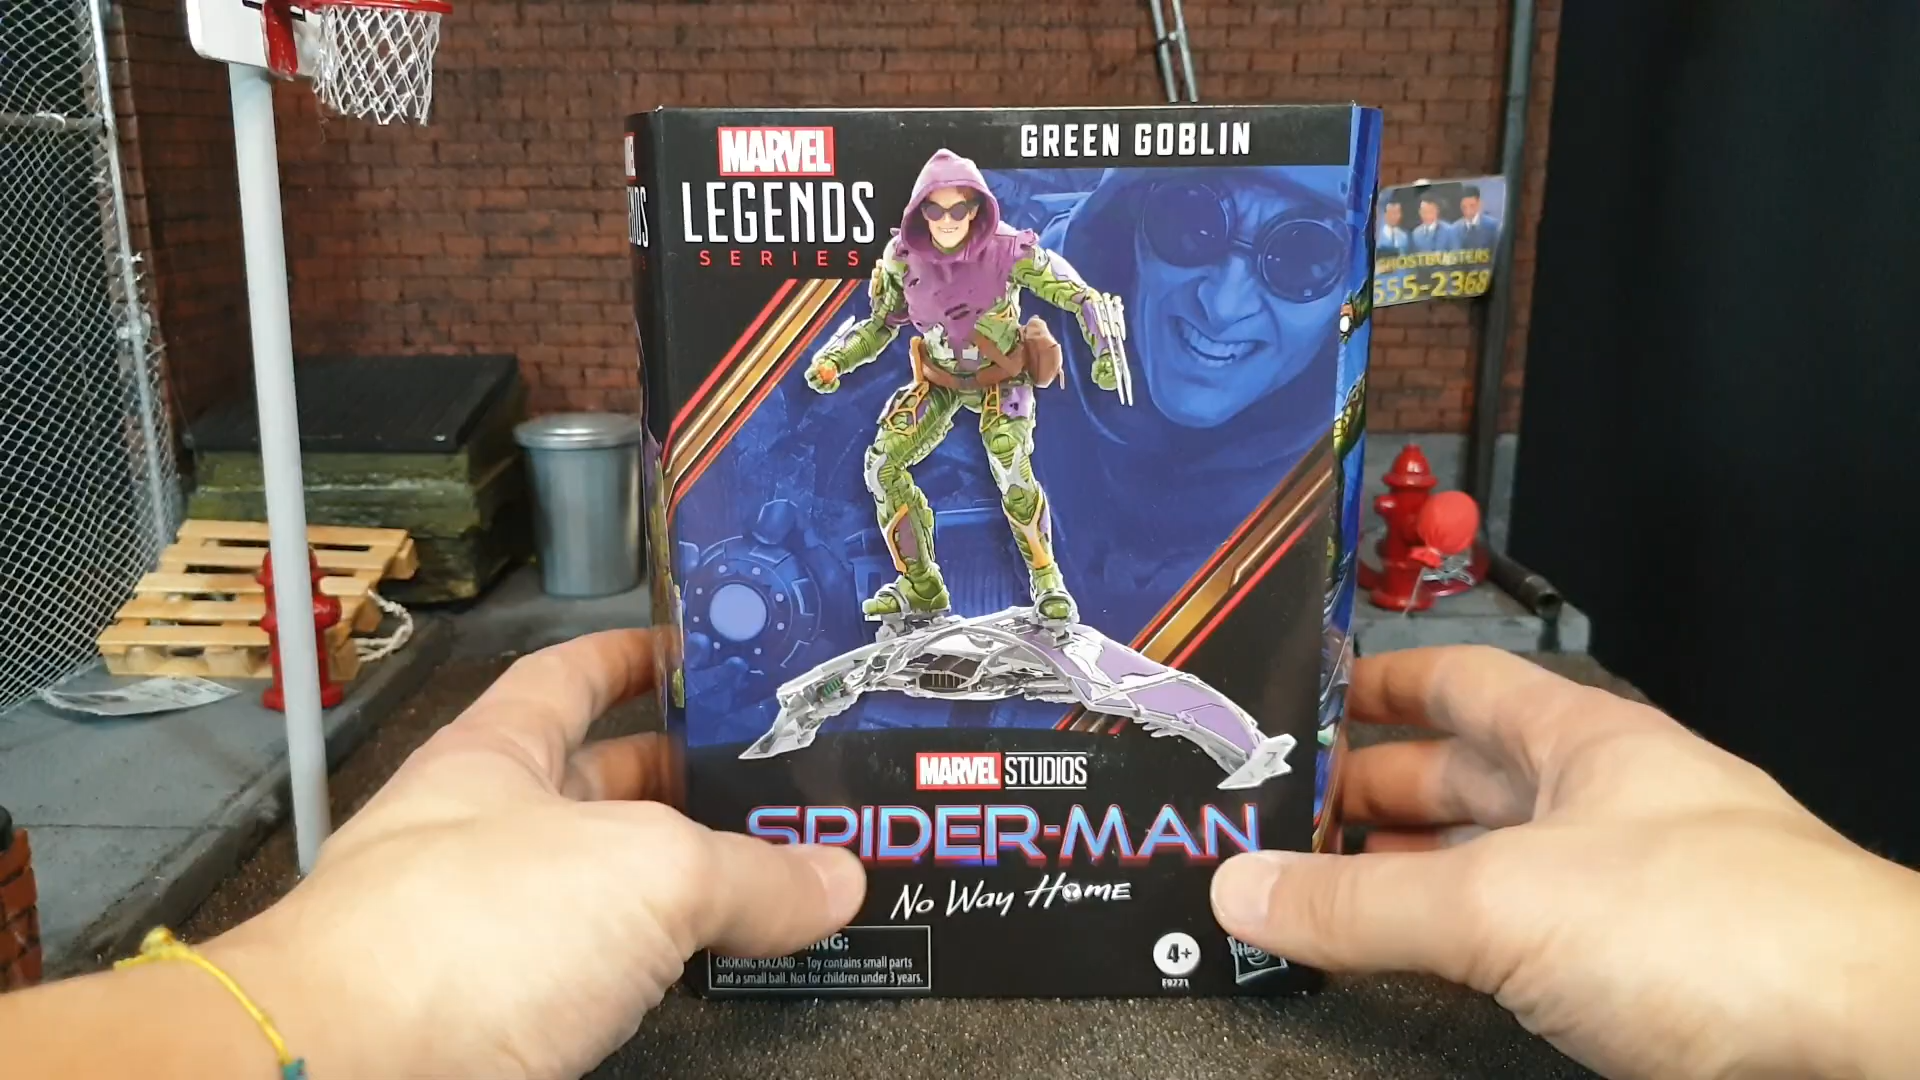 MARVEL
LEGENDS
SERIES
GREEN GOBLIN
GHOSTBUSTERS
555-2368
MARVEL STUDIOS
SPIDER-MAN
No Way Home
CHOKING HAZARD – Toy contains small parts
and a small ball. Not for children under 3 years.
4+